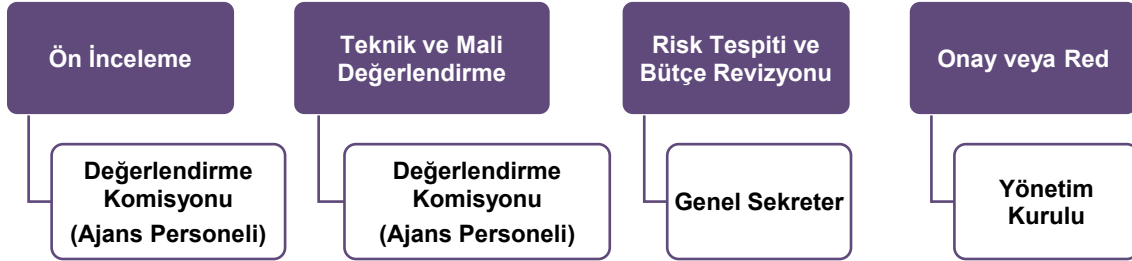 Ön İnceleme
Değerlendirme
Komisyonu
(Ajans Personeli)
Teknik ve Mali
Değerlendirme
Değerlendirme
Komisyonu
(Ajans Personeli)
Risk Tespiti ve
Bütçe Revizyonu
Genel Sekreter
Onay veya Red
Yönetim
Kurulu